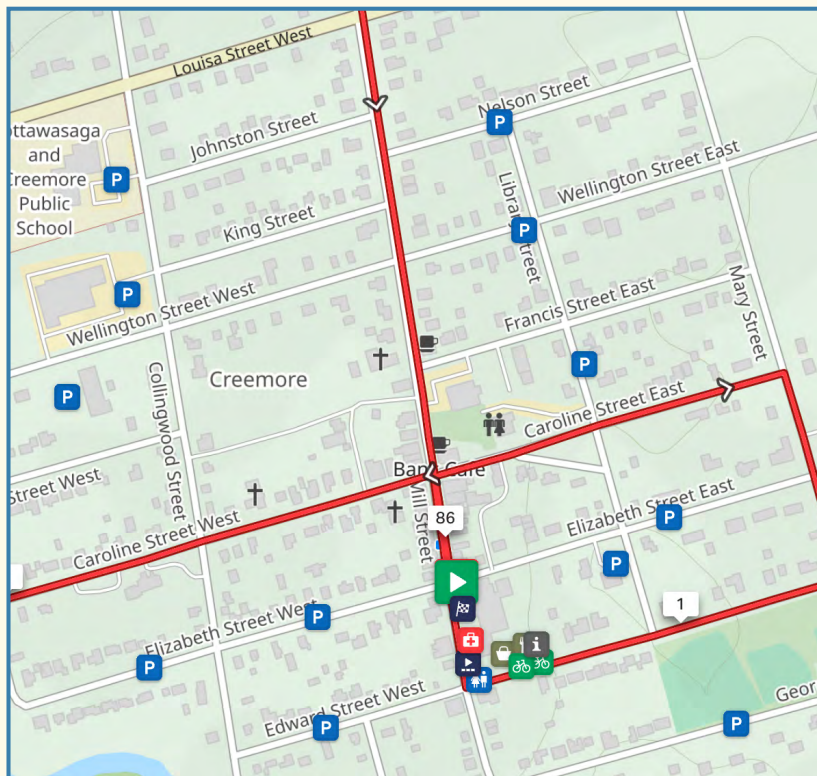 Louisa Street West
Nelson Street
Johnston Street
ottawasaga
and
Creemore
Public
School
P
P
Wellington Street East
Library Street
King Street
P
P
Mary Street
Wellington Street West
Francis Street East
Collingwood Street
Creemore
P
P
Caroline Street East
Street West
Mill Street
86
Elizabeth Street East
P
Caroline Street West
P
1
Elizabeth Street West
P
P
i
Edward Street West
P
Geor
P